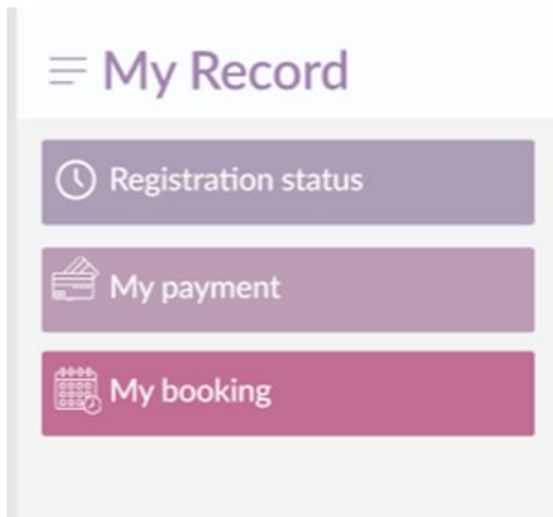 My Record
Registration status
My payment
My booking